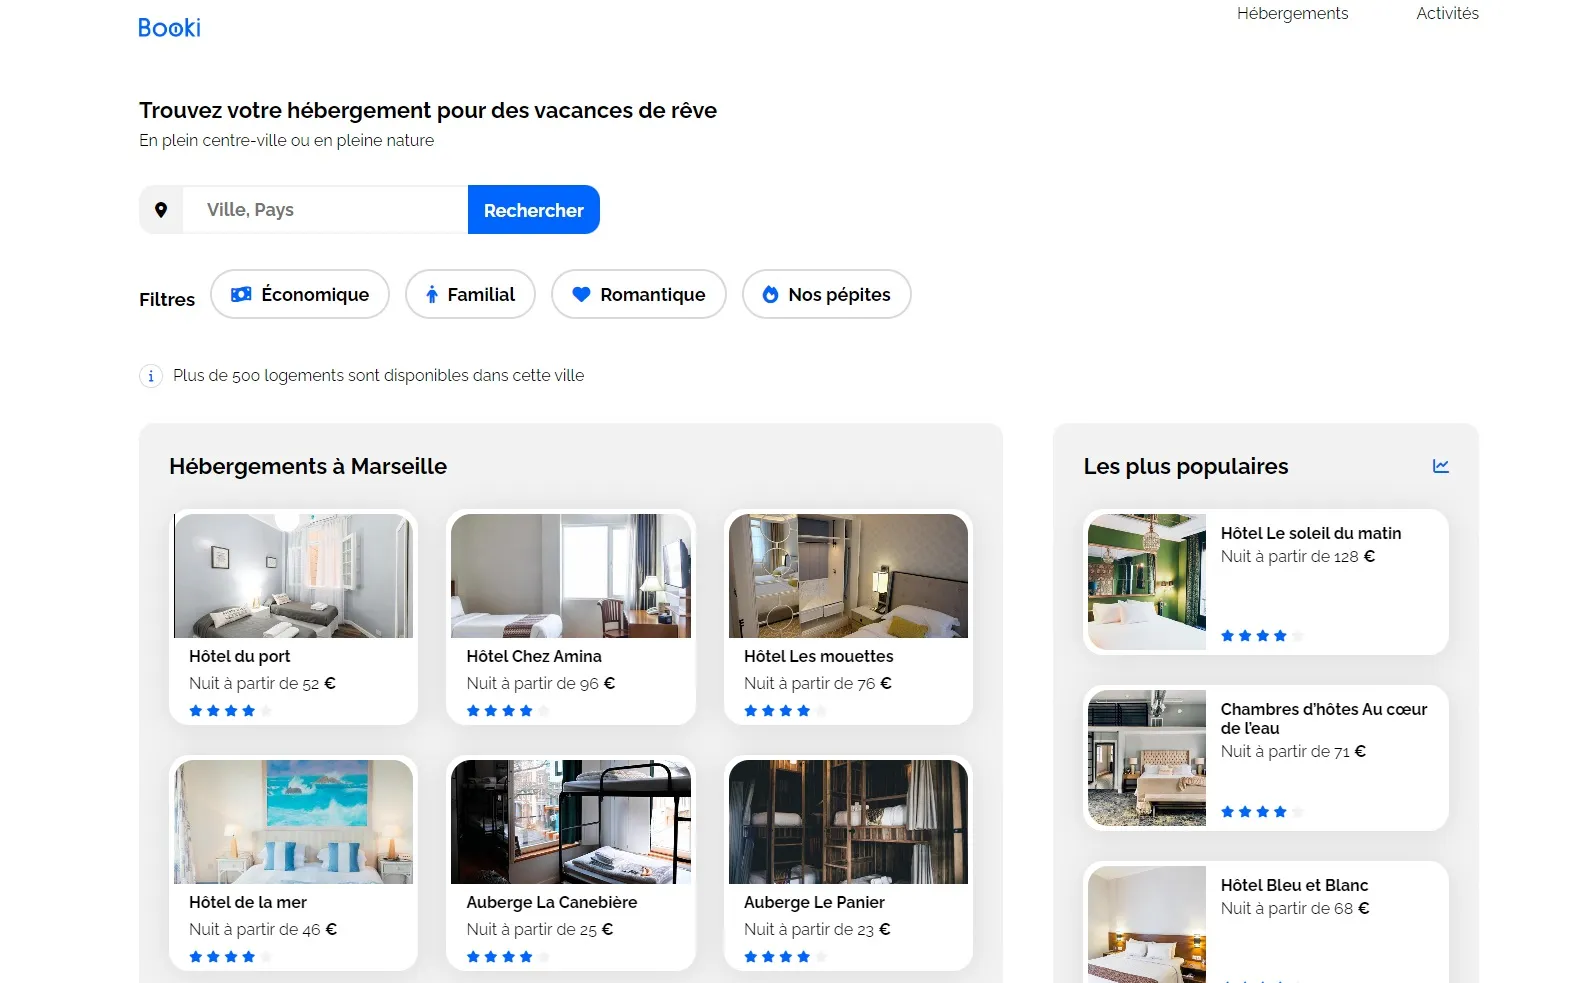 Booki
Hébergements
Activités
Trouvez votre hébergement pour des vacances de rêve
En plein centre-ville ou en pleine nature
Ville, Pays
Rechercher
Filtres
Économique
Familial
Romantique
Nos pépites
i
Plus de 500 logements sont disponibles dans cette ville
Hébergements à Marseille
Hôtel du port
Nuit à partir de 52 €
Hôtel Chez Amina
Nuit à partir de 96 €
Hôtel Les mouettes
Nuit à partir de 76 €
Hôtel de la mer
Nuit à partir de 46 €
Auberge La Canebière
Nuit à partir de 25 €
Auberge Le Panier
Nuit à partir de 23 €
Les plus populaires
Hôtel Le soleil du matin
Nuit à partir de 128 €
Chambres d’hôtes Au cœur
de l’eau
Nuit à partir de 71 €
Hôtel Bleu et Blanc
Nuit à partir de 68 €